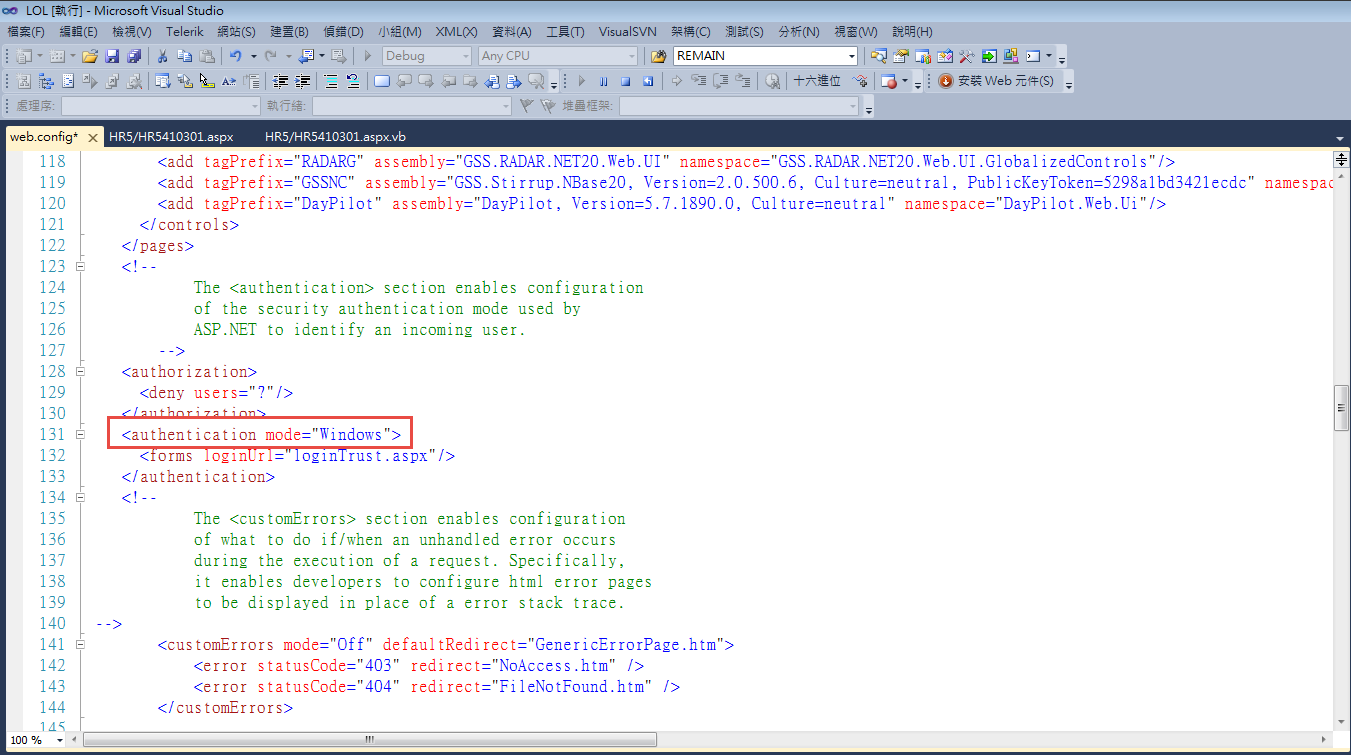 LOL [執行] - Microsoft Visual Studio
檔案(F) 編輯(E) 檢視(V) Telerik 網站(S) 建置(B) 偵錯(D) 小組(M) XML(X) 資料(A) 工具(T) VisualSVN 架構(C) 測試(S) 分析(N) 視窗(W) 說明(H)
Debug Any CPU REMAIN
十六進位 安裝 Web 元件(S)
處理序: 執行緒: 堆疊框架:
web.config* HR5/HR5410301.aspx HR5/HR5410301.aspx.vb
118 <add tagPrefix="RADARG" assembly="GSS.RADAR.NET20.Web.UI" namespace="GSS.RADAR.NET20.Web.UI.GlobalizedControls"/>
119 <add tagPrefix="GSSNC" assembly="GSS.Stirrup.NBase20, Version=2.0.500.6, Culture=neutral, PublicKeyToken=5298a1bd3421ecdc" namespac
120 <add tagPrefix="DayPilot" assembly="DayPilot, Version=5.7.1890.0, Culture=neutral" namespace="DayPilot.Web.Ui"/>
121 </controls>
122 </pages>
123 <!--
124 The <authentication> section enables configuration
125 of the security authentication mode used by
126 ASP.NET to identify an incoming user.
127 -->
128 <authorization>
129 <deny users="?"/>
130 </authorization>
131 <authentication mode="Windows">
132 <forms loginUrl="loginTrust.aspx"/>
133 </authentication>
134 <!--
135 The <customErrors> section enables configuration
136 of what to do if/when an unhandled error occurs
137 during the execution of a request. Specifically,
138 it enables developers to configure html error pages
139 to be displayed in place of a error stack trace.
140 -->
141 <customErrors mode="Off" defaultRedirect="GenericErrorPage.htm">
142 <error statusCode="403" redirect="NoAccess.htm" />
143 <error statusCode="404" redirect="FileNotFound.htm" />
144 </customErrors>
145
100 %